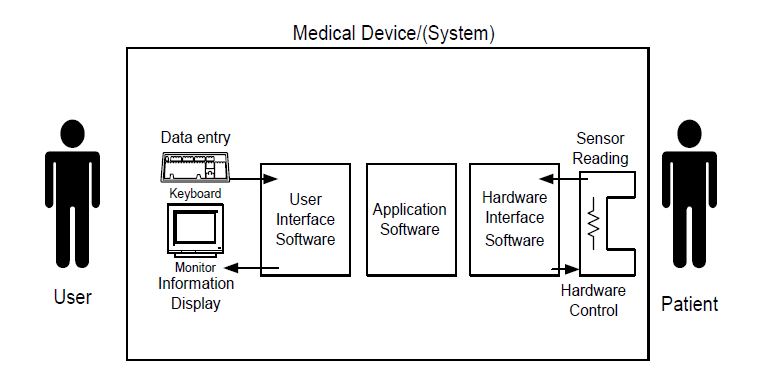 Medical Device/(System)
Data entry
Keyboard
Monitor
Information
Display
User
User
Interface
Software
Application
Software
Hardware
Interface
Software
Sensor
Reading
Hardware
Control
Patient